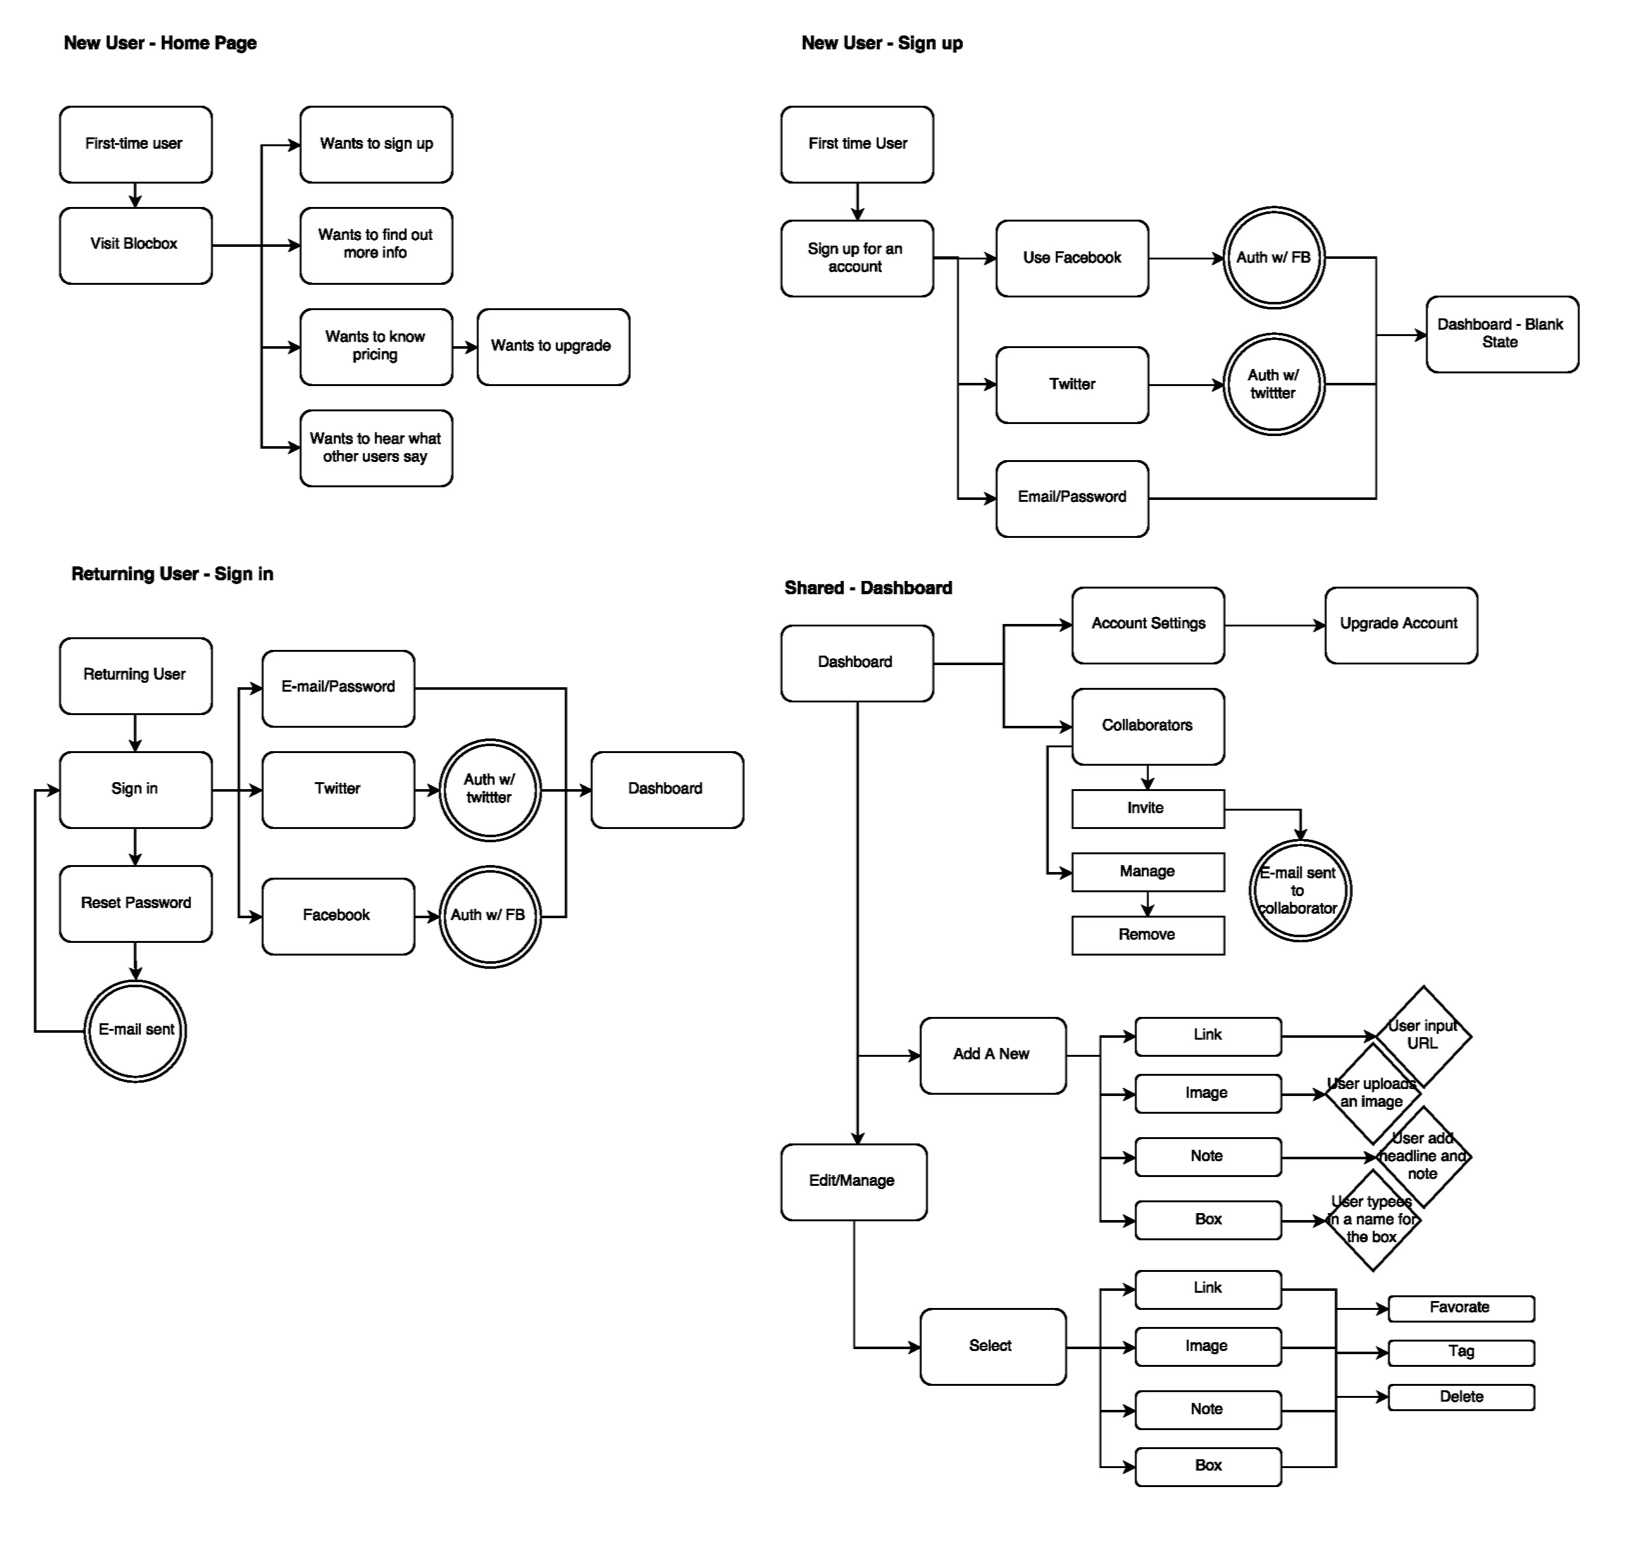 New User - Home Page
First-time user
Visit Blocbox
Wants to sign up
Wants to find out
more info
Wants to know
pricing
Wants to upgrade
Wants to hear what
other users say
New User - Sign up
First time User
Sign up for an
account
Use Facebook
Auth w/ FB
Twitter
Auth w/
twittter
Email/Password
Dashboard - Blank
State
Returning User - Sign in
Returning User
Sign in
Reset Password
E-mail sent
E-mail/Password
Twitter
Auth w/
twittter
Facebook
Auth w/ FB
Dashboard
Shared - Dashboard
Dashboard
Account Settings
Upgrade Account
Collaborators
Invite
Manage
Remove
E-mail sent
to
collaborator
Add A New
Link
User input
URL
Image
User uploads
an image
Note
User add
headline and
note
Box
User typees
in a name for
the box
Edit/Manage
Select
Link
Image
Note
Box
Favorate
Tag
Delete